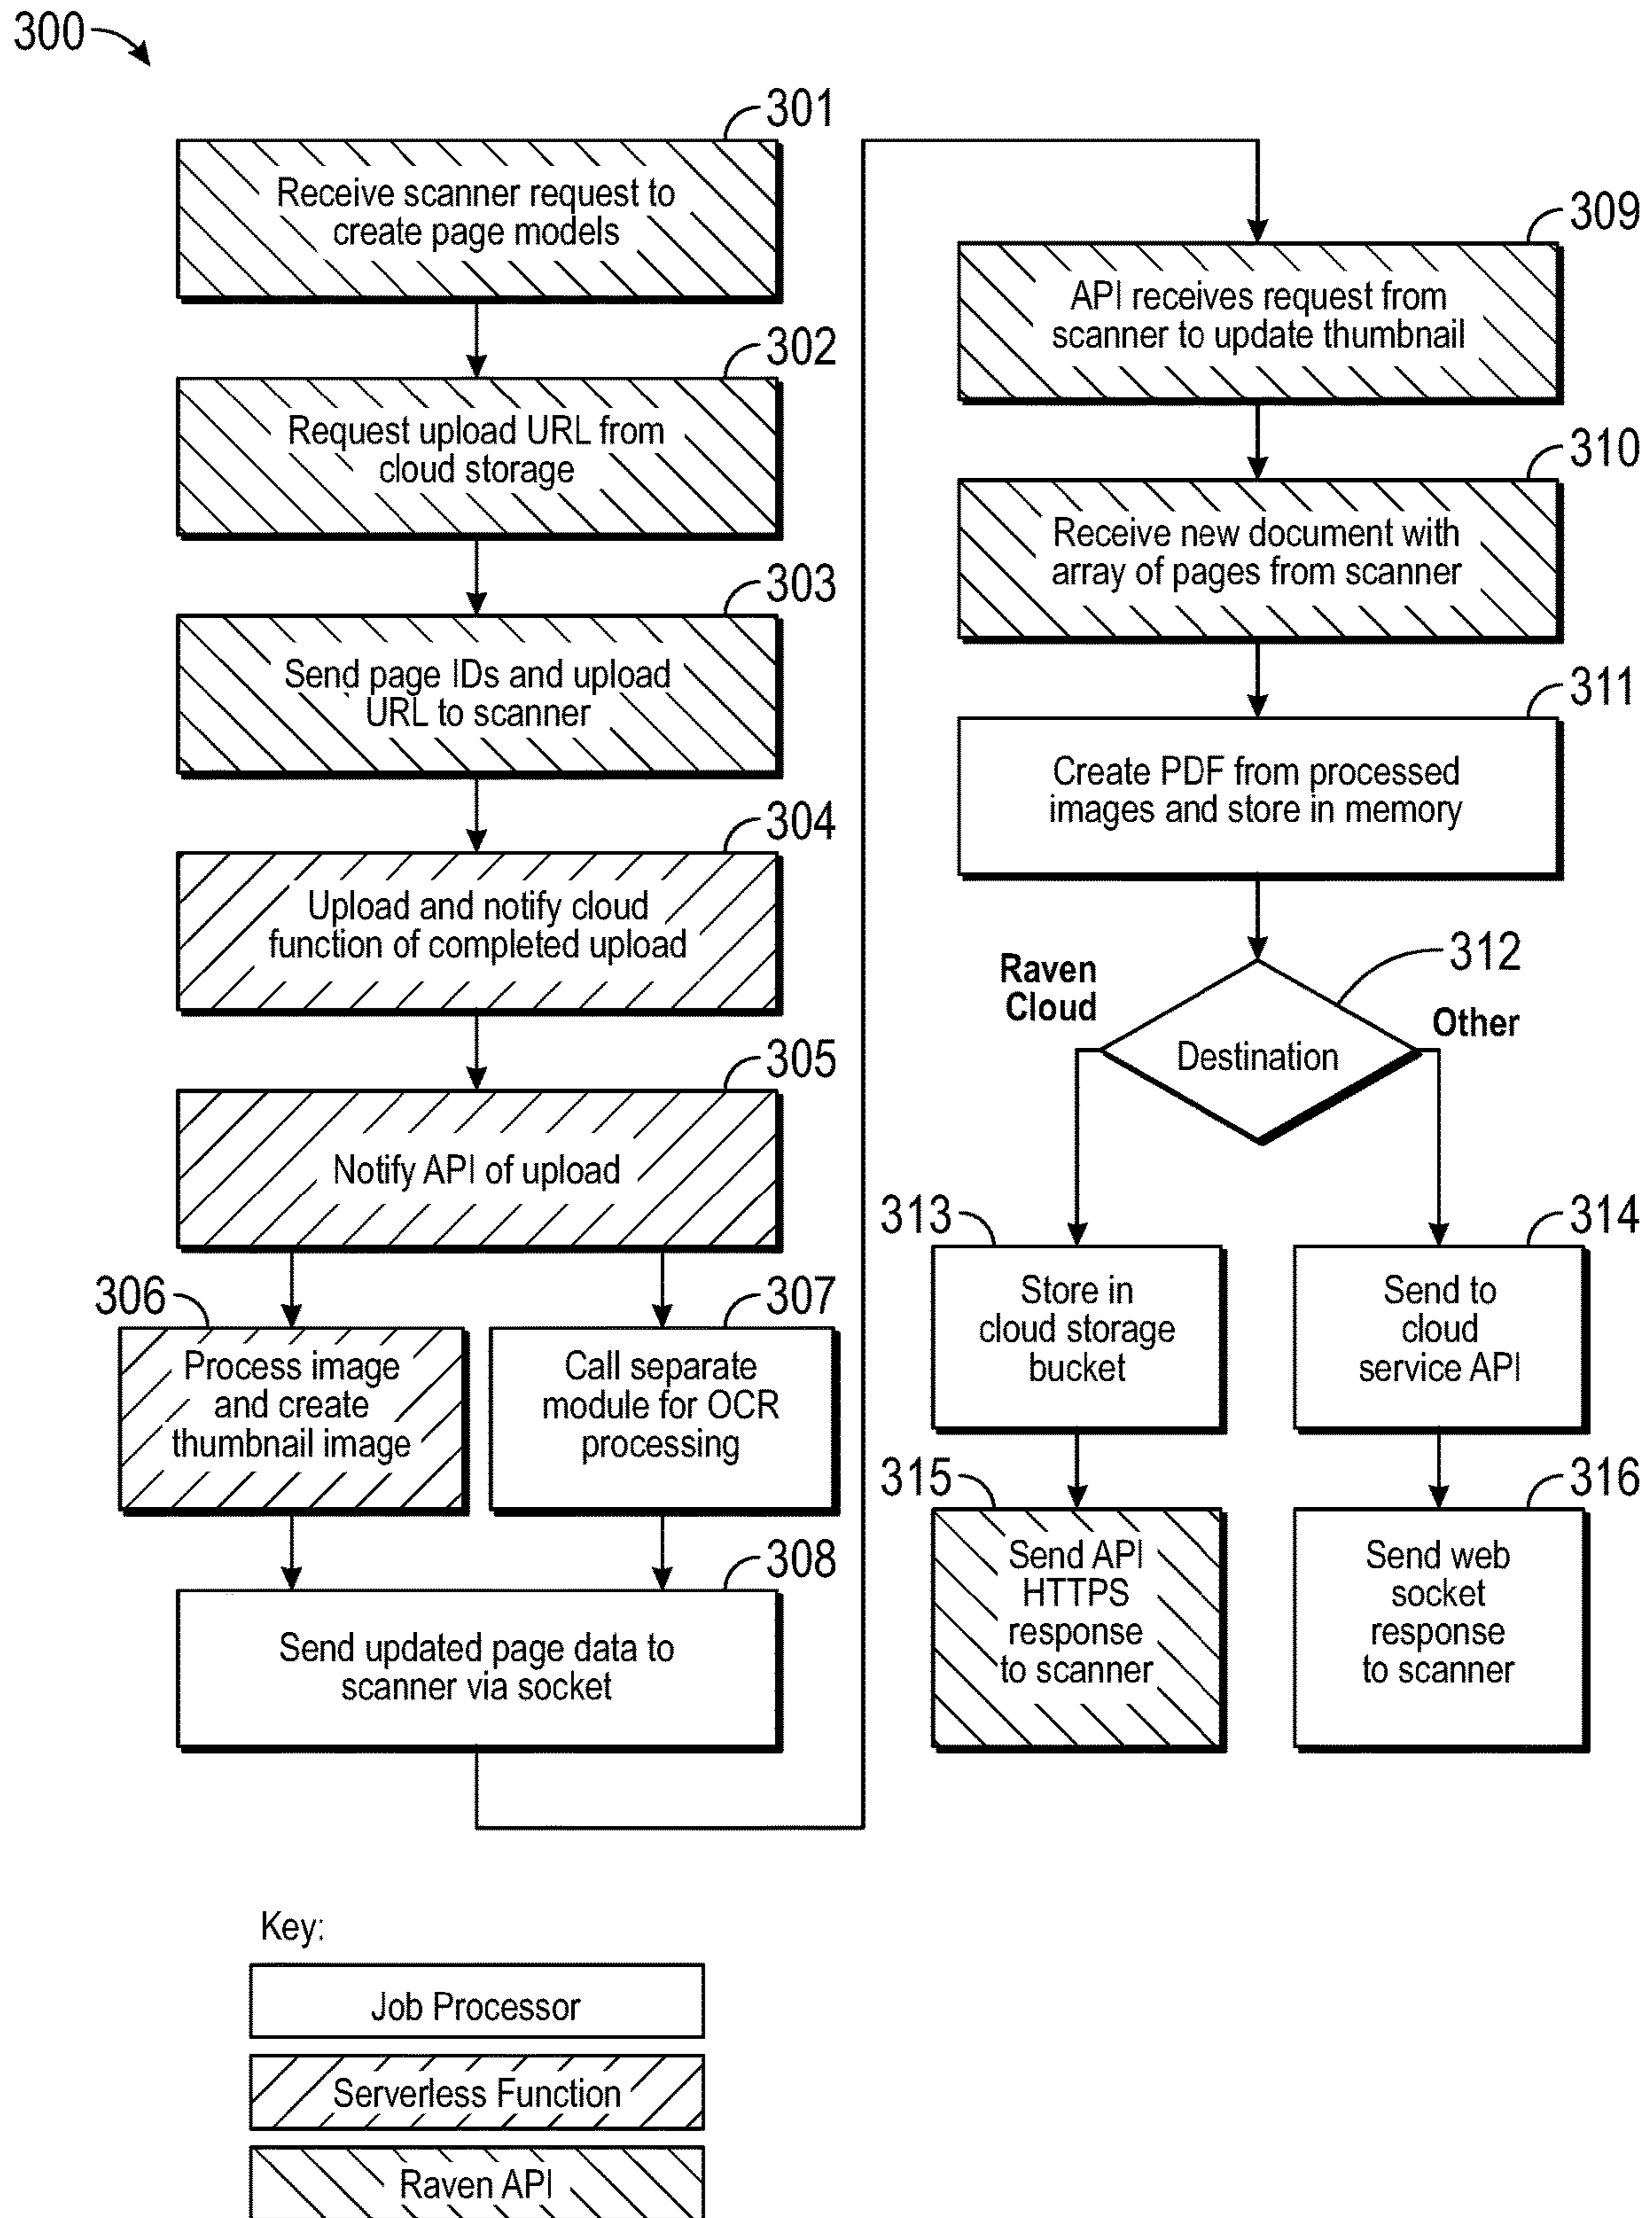 300
301
Receive scanner request to
create page models
302
Request upload URL from
cloud storage
303
Send page IDs and upload
URL to scanner
304
Upload and notify cloud
function of completed upload
305
Notify API of upload
306
Process image
and create
thumbnail image
307
Call separate
module for OCR
processing
308
Send updated page data to
scanner via socket
309
API receives request from
scanner to update thumbnail
310
Receive new document with
array of pages from scanner
311
Create PDF from processed
images and store in memory
312
Raven
Cloud
Other
Destination
313
Store in
cloud storage
bucket
314
Send to
cloud
service API
315
Send API
HTTPS
response
to scanner
316
Send web
socket
response
to scanner
Key:
Job Processor
Serverless Function
Raven API